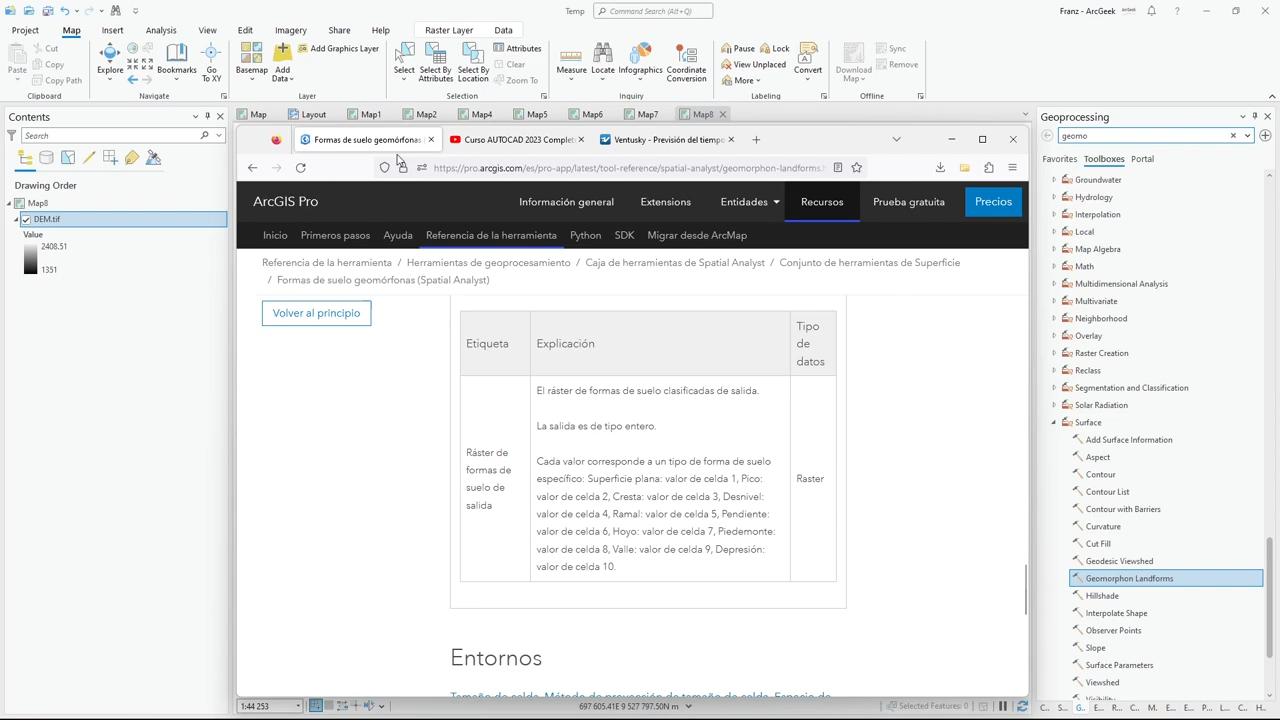 Temp
Command Search (Alt+Q)
Franz - ArcGeek
Project
Map
Insert
Analysis
View
Edit
Imagery
Share
Help
Raster Layer
Data
Paste
Cut
Copy
Copy Path
Clipboard
Explore
Bookmarks
Go To XY
Navigate
Basemap
Add Data
Add Graphics Layer
Layer
Select
Select By Attributes
Select By Location
Attributes
Clear
Zoom To
Selection
Measure
Locate
Infographics
Coordinate Conversion
Inquiry
Pause
Lock
View Unplaced
More
Convert
Labeling
Download Map
Sync
Remove
Offline
Contents
Search
Drawing Order
Map8
DEM.tif
Value
2408.51
1351
Map
Layout
Map1
Map2
Map4
Map5
Map6
Map7
Map8
Formas de suelo geomórfonas
Curso AUTOCAD 2023 Complet
Ventusky - Previsión del tiempo
https://pro.arcgis.com/es/pro-app/latest/tool-reference/spatial-analyst/geomorphon-landforms.h
ArcGIS Pro
Información general
Extensions
Entidades
Recursos
Prueba gratuita
Precios
Inicio
Primeros pasos
Ayuda
Referencia de la herramienta
Python
SDK
Migrar desde ArcMap
Referencia de la herramienta / Herramientas de geoprocesamiento / Caja de herramientas de Spatial Analyst / Conjunto de herramientas de Superficie
/ Formas de suelo geomórfonas (Spatial Analyst)
Volver al principio
Etiqueta
Explicación
Tipo
de
datos
Ráster de
formas de
suelo de
salida
El ráster de formas de suelo clasificadas de salida.
La salida es de tipo entero.
Cada valor corresponde a un tipo de forma de suelo
específico: Superficie plana: valor de celda 1, Pico:
valor de celda 2, Cresta: valor de celda 3, Desnivel:
valor de celda 4, Ramal: valor de celda 5, Pendiente:
valor de celda 6, Hoyo: valor de celda 7, Piedemonte:
valor de celda 8, Valle: valor de celda 9, Depresión:
valor de celda 10.
Raster
Entornos
Tamaño de celda, Método de proyección de tamaño de celda, Espacio de
1:44 253
697 605.41E 9 527 797.50N m
Selected Features: 0
Geoprocessing
geomo
Favorites
Toolboxes
Portal
Groundwater
Hydrology
Interpolation
Local
Map Algebra
Math
Multidimensional Analysis
Multivariate
Neighborhood
Overlay
Raster Creation
Reclass
Segmentation and Classification
Solar Radiation
Surface
Add Surface Information
Aspect
Contour
Contour List
Contour with Barriers
Curvature
Cut Fill
Geodesic Viewshed
Geomorphon Landforms
Hillshade
Interpolate Shape
Observer Points
Slope
Surface Parameters
Viewshed
Visibility
C...
S...
G...
E...
R...
C...
M...
E...
P...
L...
C...
H...